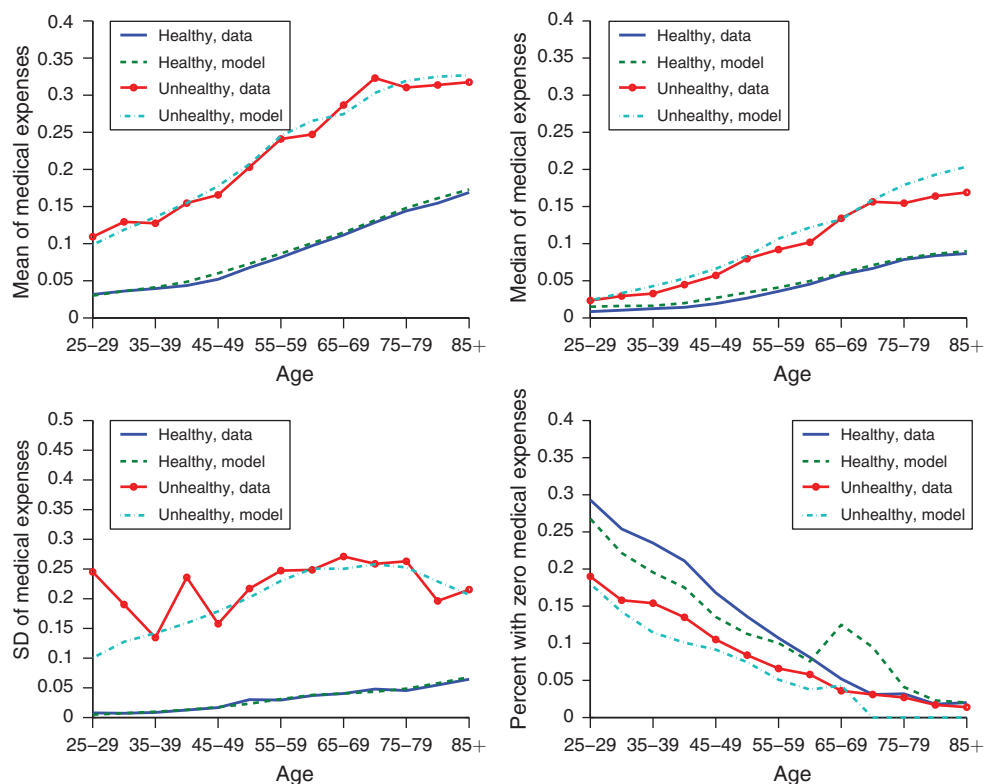 Mean of medical expenses
0.4
0.35
0.3
0.25
0.2
0.15
0.1
0.05
0
Healthy, data
Healthy, model
Unhealthy, data
Unhealthy, model
25–29 35–39 45–49 55–59 65–69 75–79 85+
Age
Median of medical expenses
0.4
0.35
0.3
0.25
0.2
0.15
0.1
0.05
0
Healthy, data
Healthy, model
Unhealthy, data
Unhealthy, model
25–29 35–39 45–49 55–59 65–69 75–79 85+
Age
SD of medical expenses
0.5
0.45
0.4
0.35
0.3
0.25
0.2
0.15
0.1
0.05
0
Healthy, data
Healthy, model
Unhealthy, data
Unhealthy, model
25–29 35–39 45–49 55–59 65–69 75–79 85+
Age
Percent with zero medical expenses
0.4
0.35
0.3
0.25
0.2
0.15
0.1
0.05
0
Healthy, data
Healthy, model
Unhealthy, data
Unhealthy, model
25–29 35–39 45–49 55–59 65–69 75–79 85+
Age